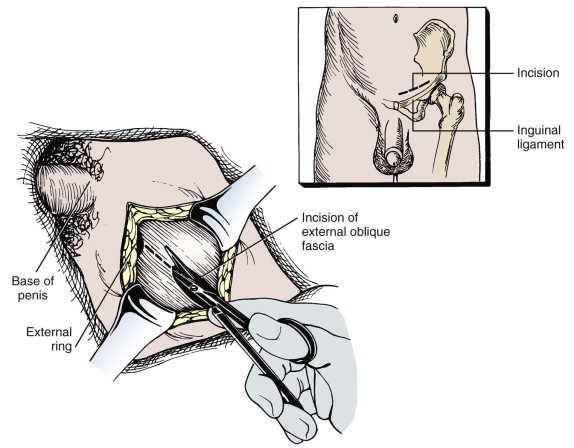 Incision
Inguinal
ligament
Incision of
external oblique
fascia
Base of
penis
External
ring